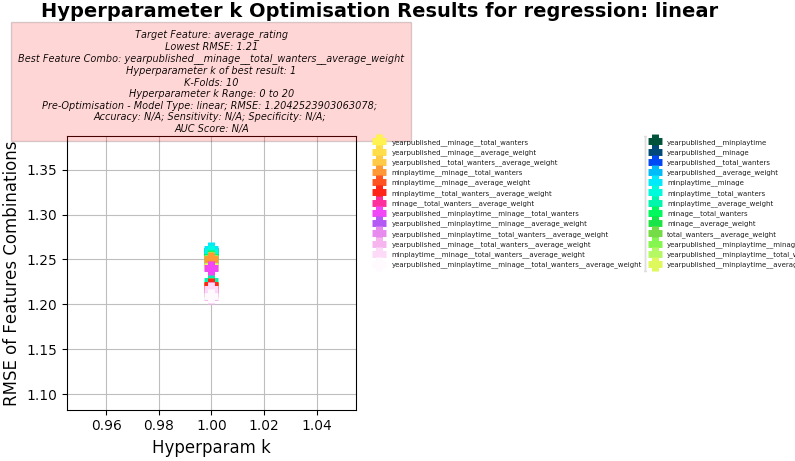 Hyperparameter k Optimisation Results for regression: linear
Target Feature: average_rating
Lowest RMSE: 1.21
Best Feature Combo: yearpublished__minage__total_wanters__average_weight
Hyperparameter k of best result: 1
K-Folds: 10
Hyperparameter k Range: 0 to 20
Pre-Optimisation - Model Type: linear; RMSE: 1.2042523903063078;
Accuracy: N/A; Sensitivity: N/A; Specificity: N/A;
AUC Score: N/A
RMSE of Features Combinations
1.35
1.30
1.25
1.20
1.15
1.10
0.96 0.98 1.00 1.02 1.04
Hyperparam k
yearpublished__minage__total_wanters
yearpublished__minage__average_weight
yearpublished__total_wanters__average_weight
minplaytime__minage__total_wanters
minplaytime__minage__average_weight
minplaytime__total_wanters__average_weight
minage__total_wanters__average_weight
yearpublished__minplaytime__minage__total_wanters
yearpublished__minplaytime__minage__average_weight
yearpublished__minplaytime__total_wanters__average_weight
yearpublished__minage__total_wanters__average_weight
minplaytime__minage__total_wanters__average_weight
yearpublished__minplaytime__minage__total_wanters__average_weight
yearpublished__minplaytime
yearpublished__minage
yearpublished__total_wanters
yearpublished__average_weight
minplaytime__minage
minplaytime__total_wanters
minplaytime__average_weight
minage__total_wanters
minage__average_weight
total_wanters__average_weight
yearpublished__minplaytime__minag
yearpublished__minplaytime__total_w
yearpublished__minplaytime__averag